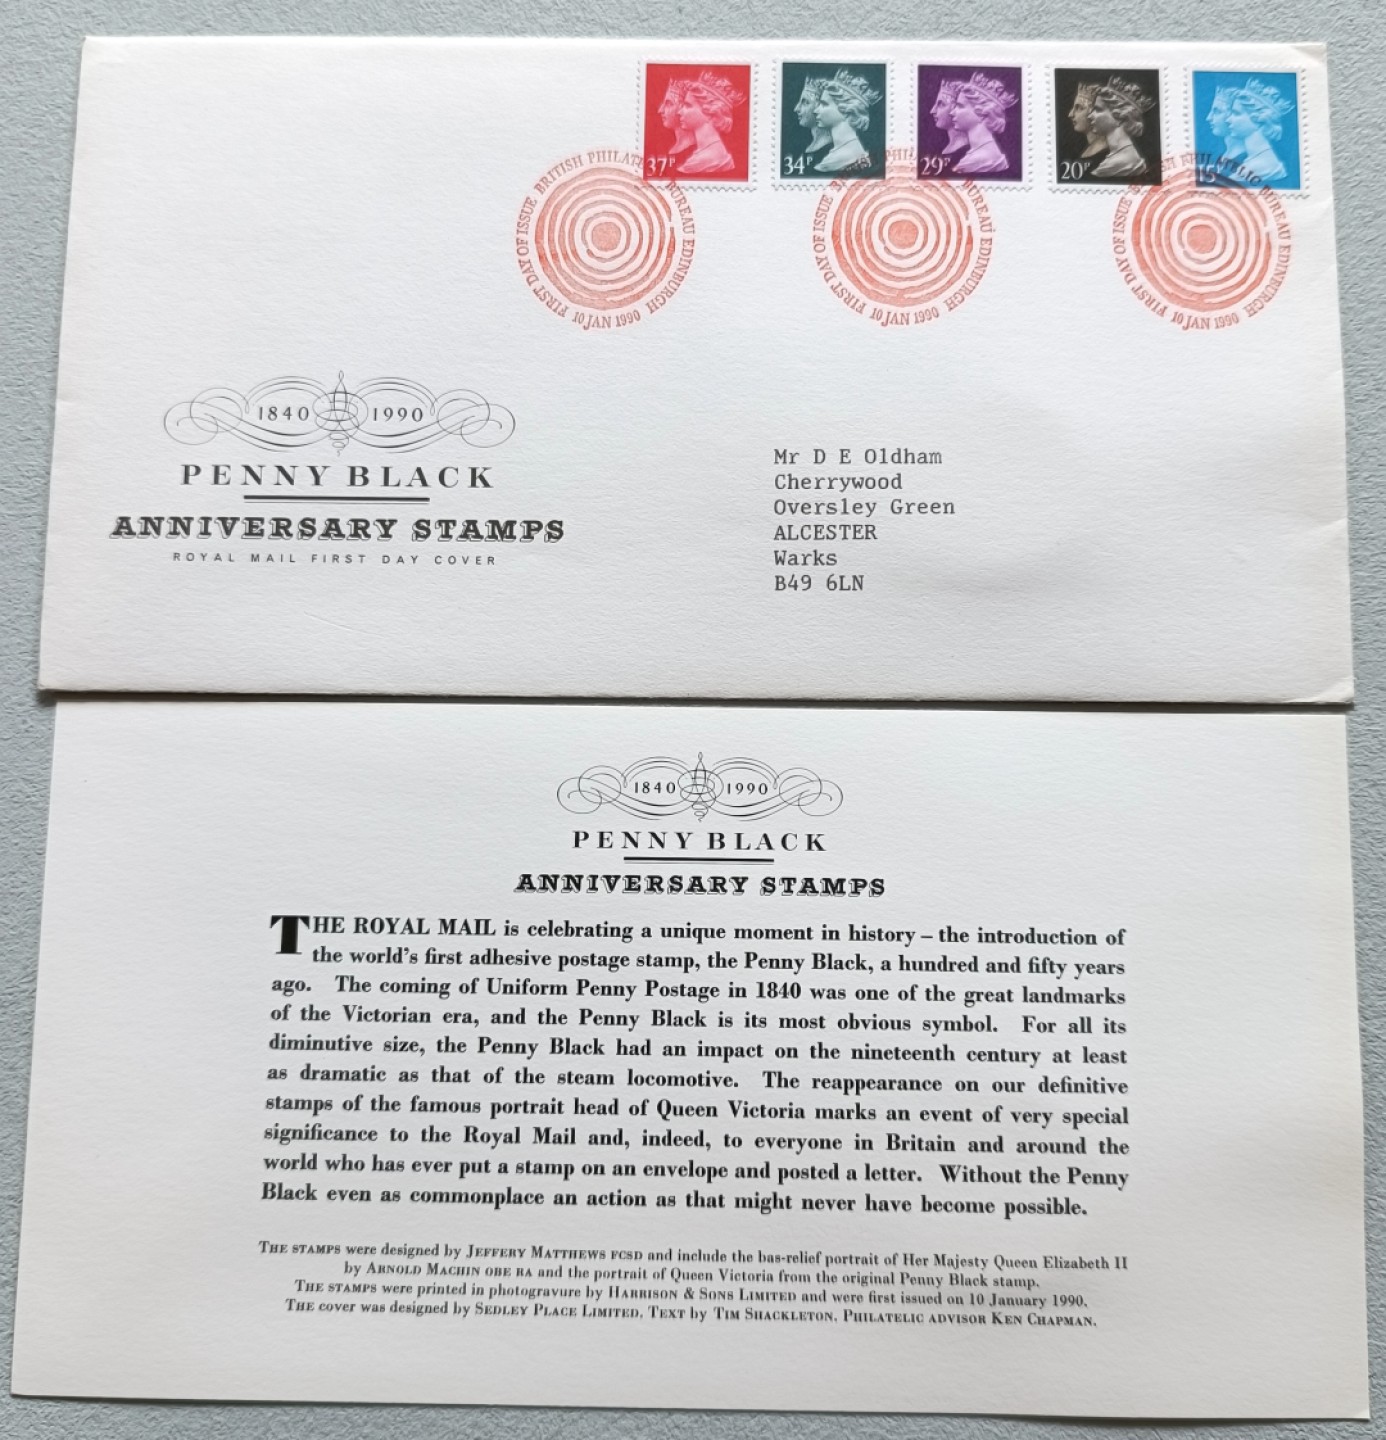 37P
34P
29P
20P
15P
FIRST DAY OF ISSUE BRITISH PHILATELIC BUREAU EDINBURGH
10 JAN 1990
FIRST DAY OF ISSUE BRITISH PHILATELIC BUREAU EDINBURGH
10 JAN 1990
FIRST DAY OF ISSUE BRITISH PHILATELIC BUREAU EDINBURGH
10 JAN 1990
1840 1990
PENNY BLACK
ANNIVERSARY STAMPS
ROYAL MAIL FIRST DAY COVER
Mr D E Oldham
Cherrywood
Oversley Green
ALCESTER
Warks
B49 6LN
1840 1990
PENNY BLACK
ANNIVERSARY STAMPS
THE ROYAL MAIL is celebrating a unique moment in history – the introduction of
the world's first adhesive postage stamp, the Penny Black, a hundred and fifty years
ago. The coming of Uniform Penny Postage in 1840 was one of the great landmarks
of the Victorian era, and the Penny Black is its most obvious symbol. For all its
diminutive size, the Penny Black had an impact on the nineteenth century at least
as dramatic as that of the steam locomotive. The reappearance on our definitive
stamps of the famous portrait head of Queen Victoria marks an event of very special
significance to the Royal Mail and, indeed, to everyone in Britain and around the
world who has ever put a stamp on an envelope and posted a letter. Without the Penny
Black even as commonplace an action as that might never have become possible.
THE STAMPS were designed by JEFFERY MATTHEWS FCSD and include the bas-relief portrait of Her Majesty Queen Elizabeth II
by ARNOLD MACHIN OBE RA and the portrait of Queen Victoria from the original Penny Black stamp.
THE STAMPS were printed in photogravure by HARRISON & SONS LIMITED and were first issued on 10 January 1990.
THE cover was designed by SEDLEY PLACE LIMITED. TEXT by TIM SHACKLETON. PHILATELIC ADVISOR KEN CHAPMAN.